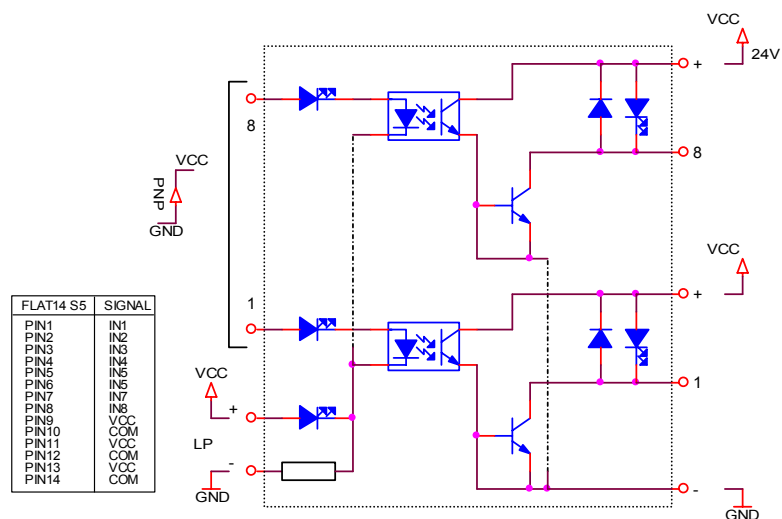 VCC
24V
+
8
8
VCC
PNP
GND
VCC
+
1
1
FLAT14 S5 SIGNAL
PIN1 IN1
PIN2 IN2
PIN3 IN3
PIN4 IN4
PIN5 IN5
PIN6 IN5
PIN7 IN7
PIN8 IN8
PIN9 VCC
PIN10 COM
PIN11 VCC
PIN12 COM
PIN13 VCC
PIN14 COM
VCC
+
LP
-
GND
-
GND